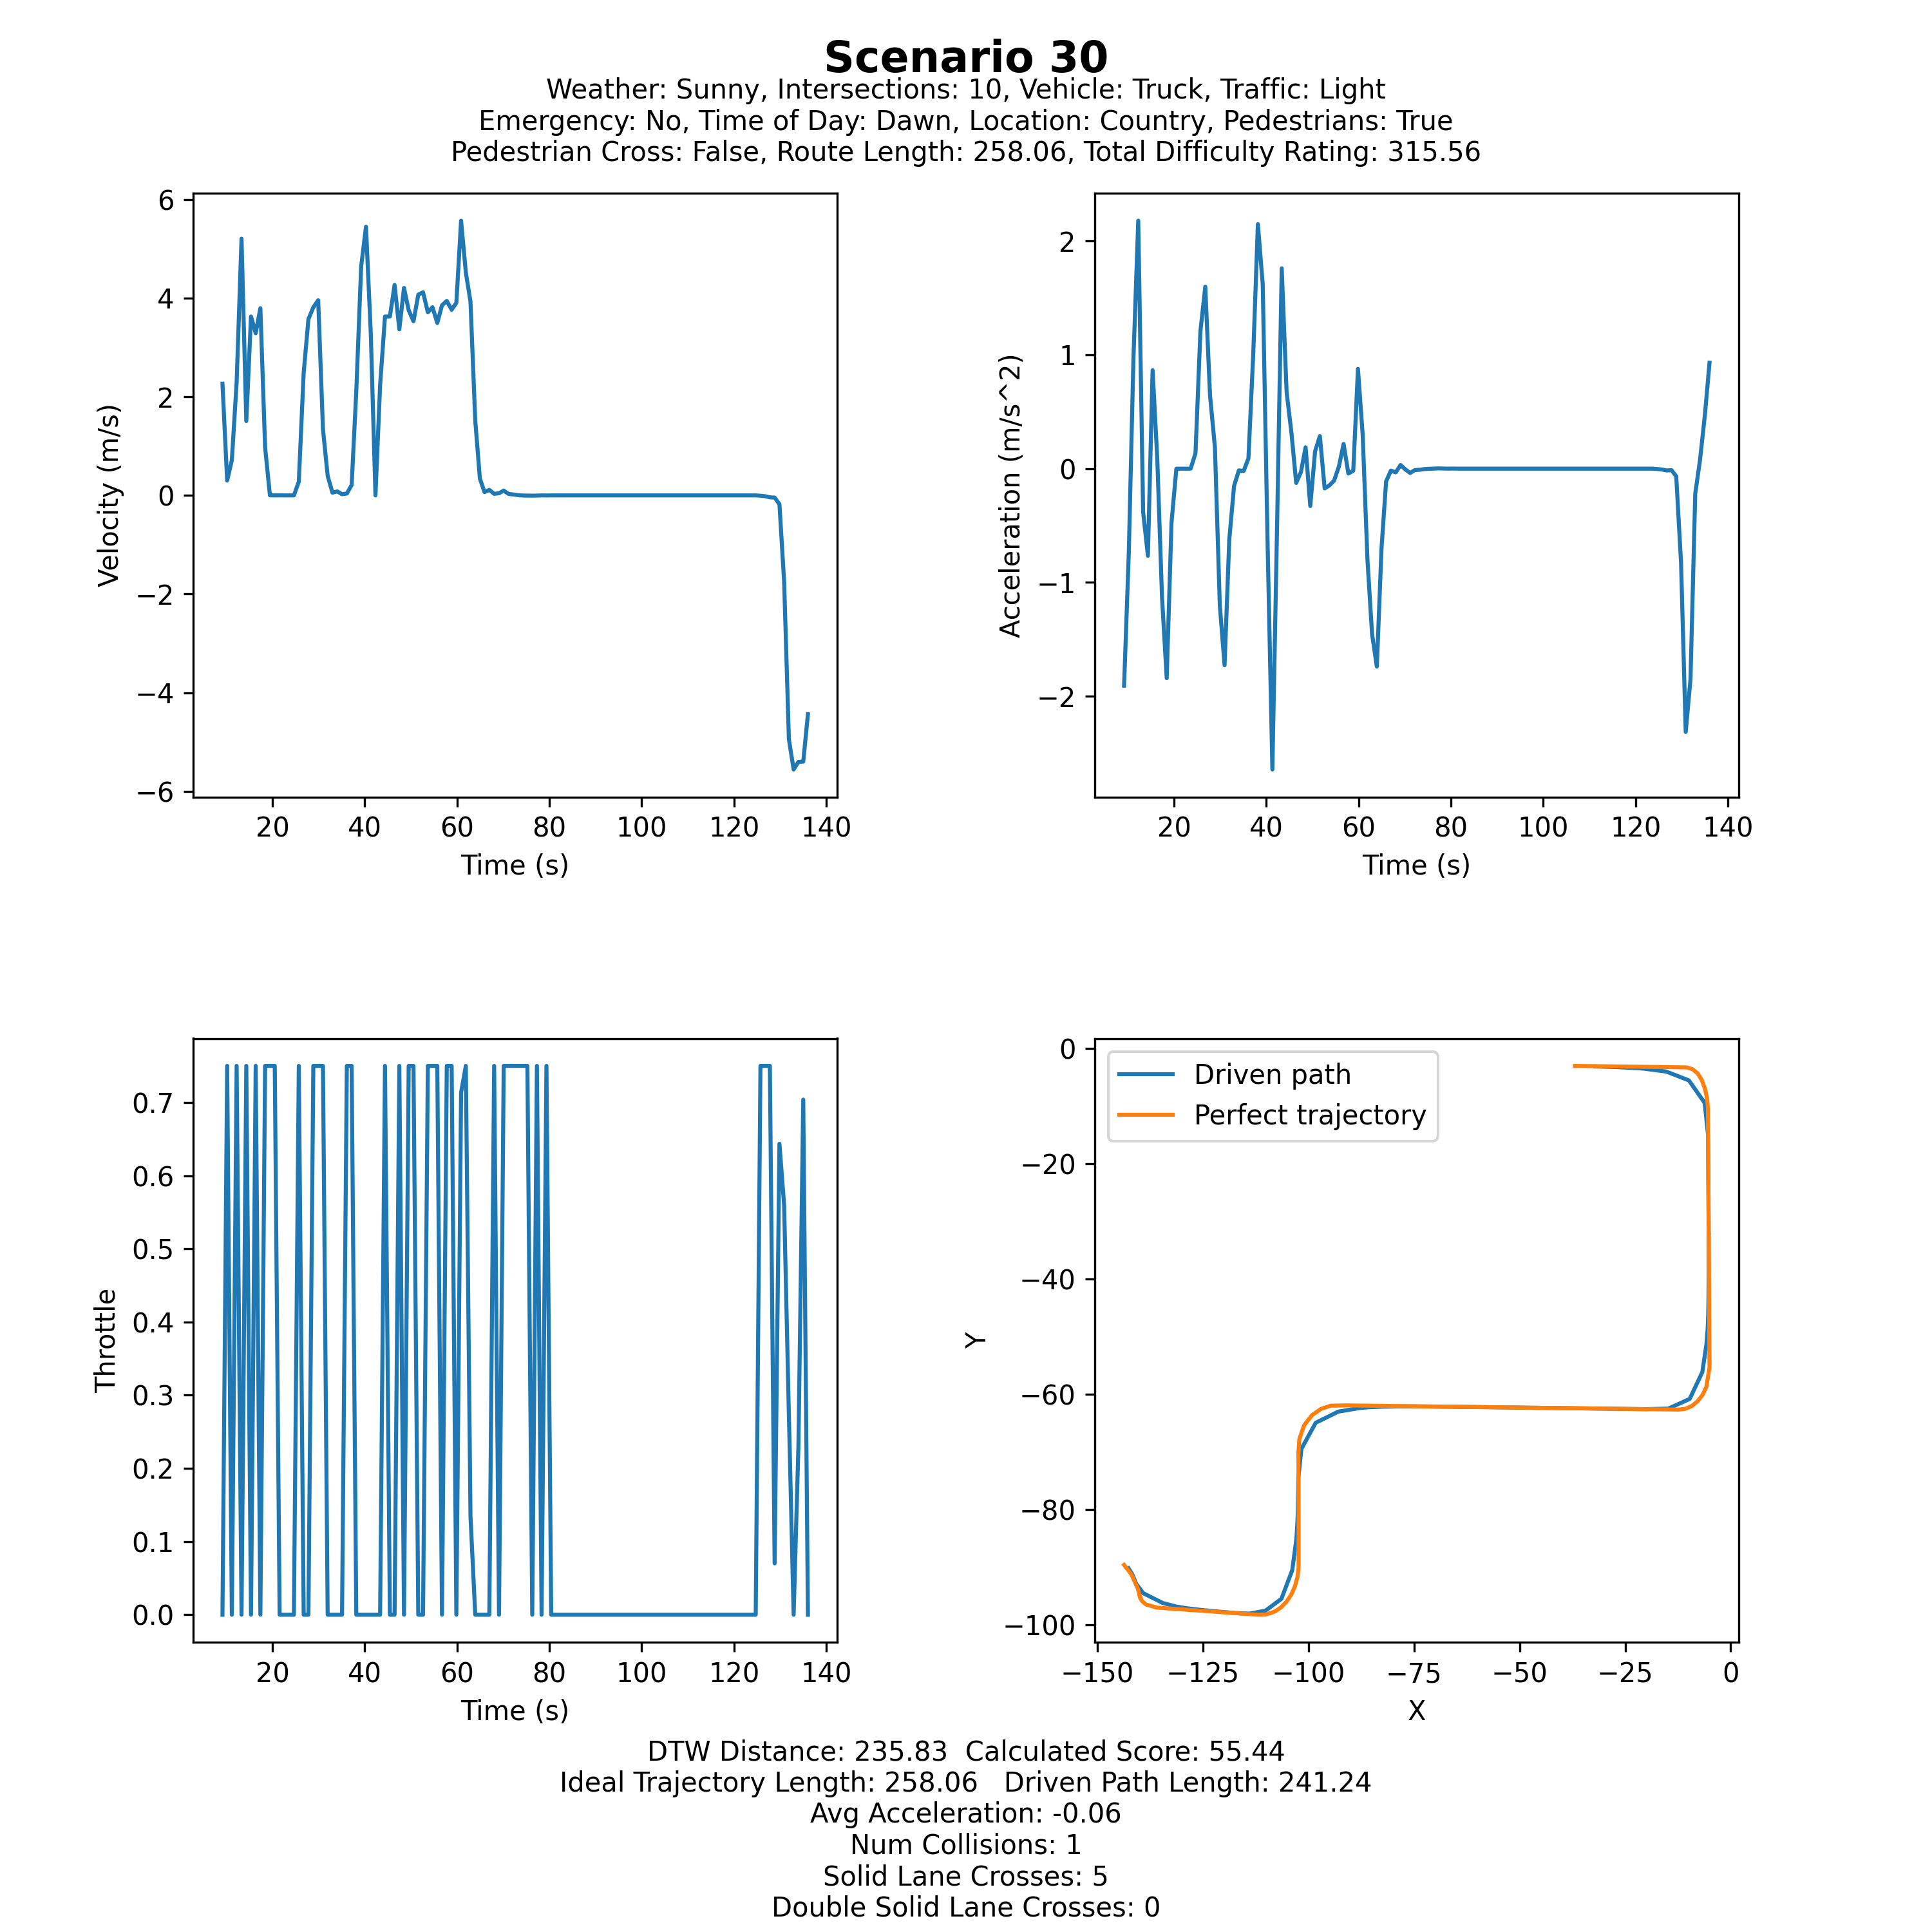 Scenario 30
Weather: Sunny, Intersections: 10, Vehicle: Truck, Traffic: Light
Emergency: No, Time of Day: Dawn, Location: Country, Pedestrians: True
Pedestrian Cross: False, Route Length: 258.06, Total Difficulty Rating: 315.56
6
4
2
0
−2
−4
−6
Velocity (m/s)
20 40 60 80 100 120 140
Time (s)
2
1
0
−1
−2
Acceleration (m/s^2)
20 40 60 80 100 120 140
Time (s)
0.7
0.6
0.5
0.4
0.3
0.2
0.1
0.0
Throttle
20 40 60 80 100 120 140
Time (s)
Driven path
Perfect trajectory
0
−20
−40
−60
−80
−100
Y
−150 −125 −100 −75 −50 −25 0
X
DTW Distance: 235.83 Calculated Score: 55.44
Ideal Trajectory Length: 258.06 Driven Path Length: 241.24
Avg Acceleration: -0.06
Num Collisions: 1
Solid Lane Crosses: 5
Double Solid Lane Crosses: 0